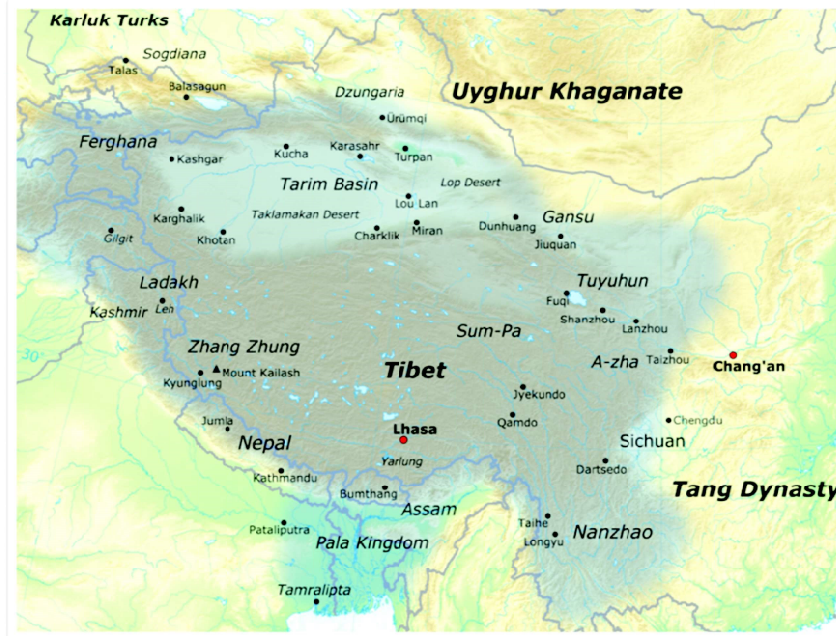 Karluk Turks
Sogdiana
Talas
Balasagun
Dzungaria
Uyghur Khaganate
Ürümqi
Ferghana
Kashgar
Kucha
Karasahr
Turpan
Tarim Basin
Lop Desert
Lou-Lan
Karghalik
Taklamakan Desert
Dunhuang
Gansu
Gilgit
Khotan
Charklik
Miran
Jiuquan
Ladakh
Tuyuhun
Kashmir
Leh
Fuqi
Shanzhou
Lanzhou
Sum-Pa
Zhang Zhung
A-zha
Taizhou
30°
Chang'an
Kyunglung
Mount Kailash
Tibet
Jyekundo
Qamdo
Jumla
Lhasa
Chengdu
Nepal
Sichuan
Yarlung
Dartsedo
Kathmandu
Bumthang
Tang Dynasty
Assam
Pataliputra
Pala Kingdom
Taihe
Longyu
Nanzhao
Tamralipta